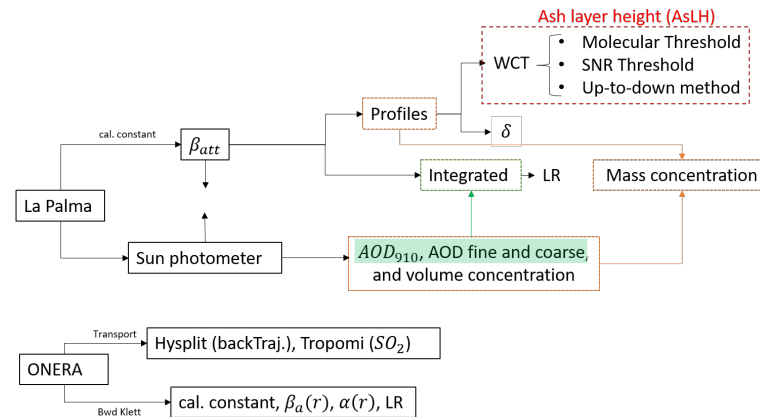 Ash layer height (AsLH)
WCT
• Molecular Threshold
• SNR Threshold
• Up-to-down method
Profiles
cal. constant
β_att
δ
Integrated
LR
Mass concentration
La Palma
Sun photometer
AOD_910, AOD fine and coarse,
and volume concentration
Transport
Hysplit (backTraj.), Tropomi (SO_2)
ONERA
cal. constant, β_a(r), α(r), LR
Bwd Klett